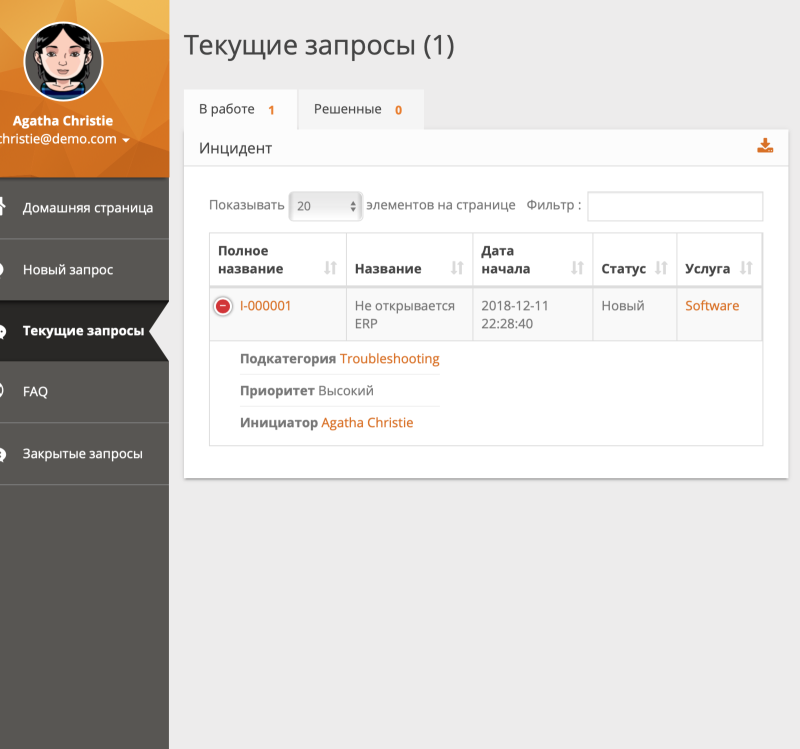 Agatha Christie
christie@demo.com
Домашняя страница
Новый запрос
Текущие запросы
FAQ
Закрытые запросы
Текущие запросы (1)
В работе 1 Решенные 0
Инцидент
Показывать 20 элементов на странице Фильтр :
Полное название Название Дата начала Статус Услуга
I-000001 Не открывается ERP 2018-12-11 22:28:40 Новый Software
Подкатегория Troubleshooting
Приоритет Высокий
Инициатор Agatha Christie